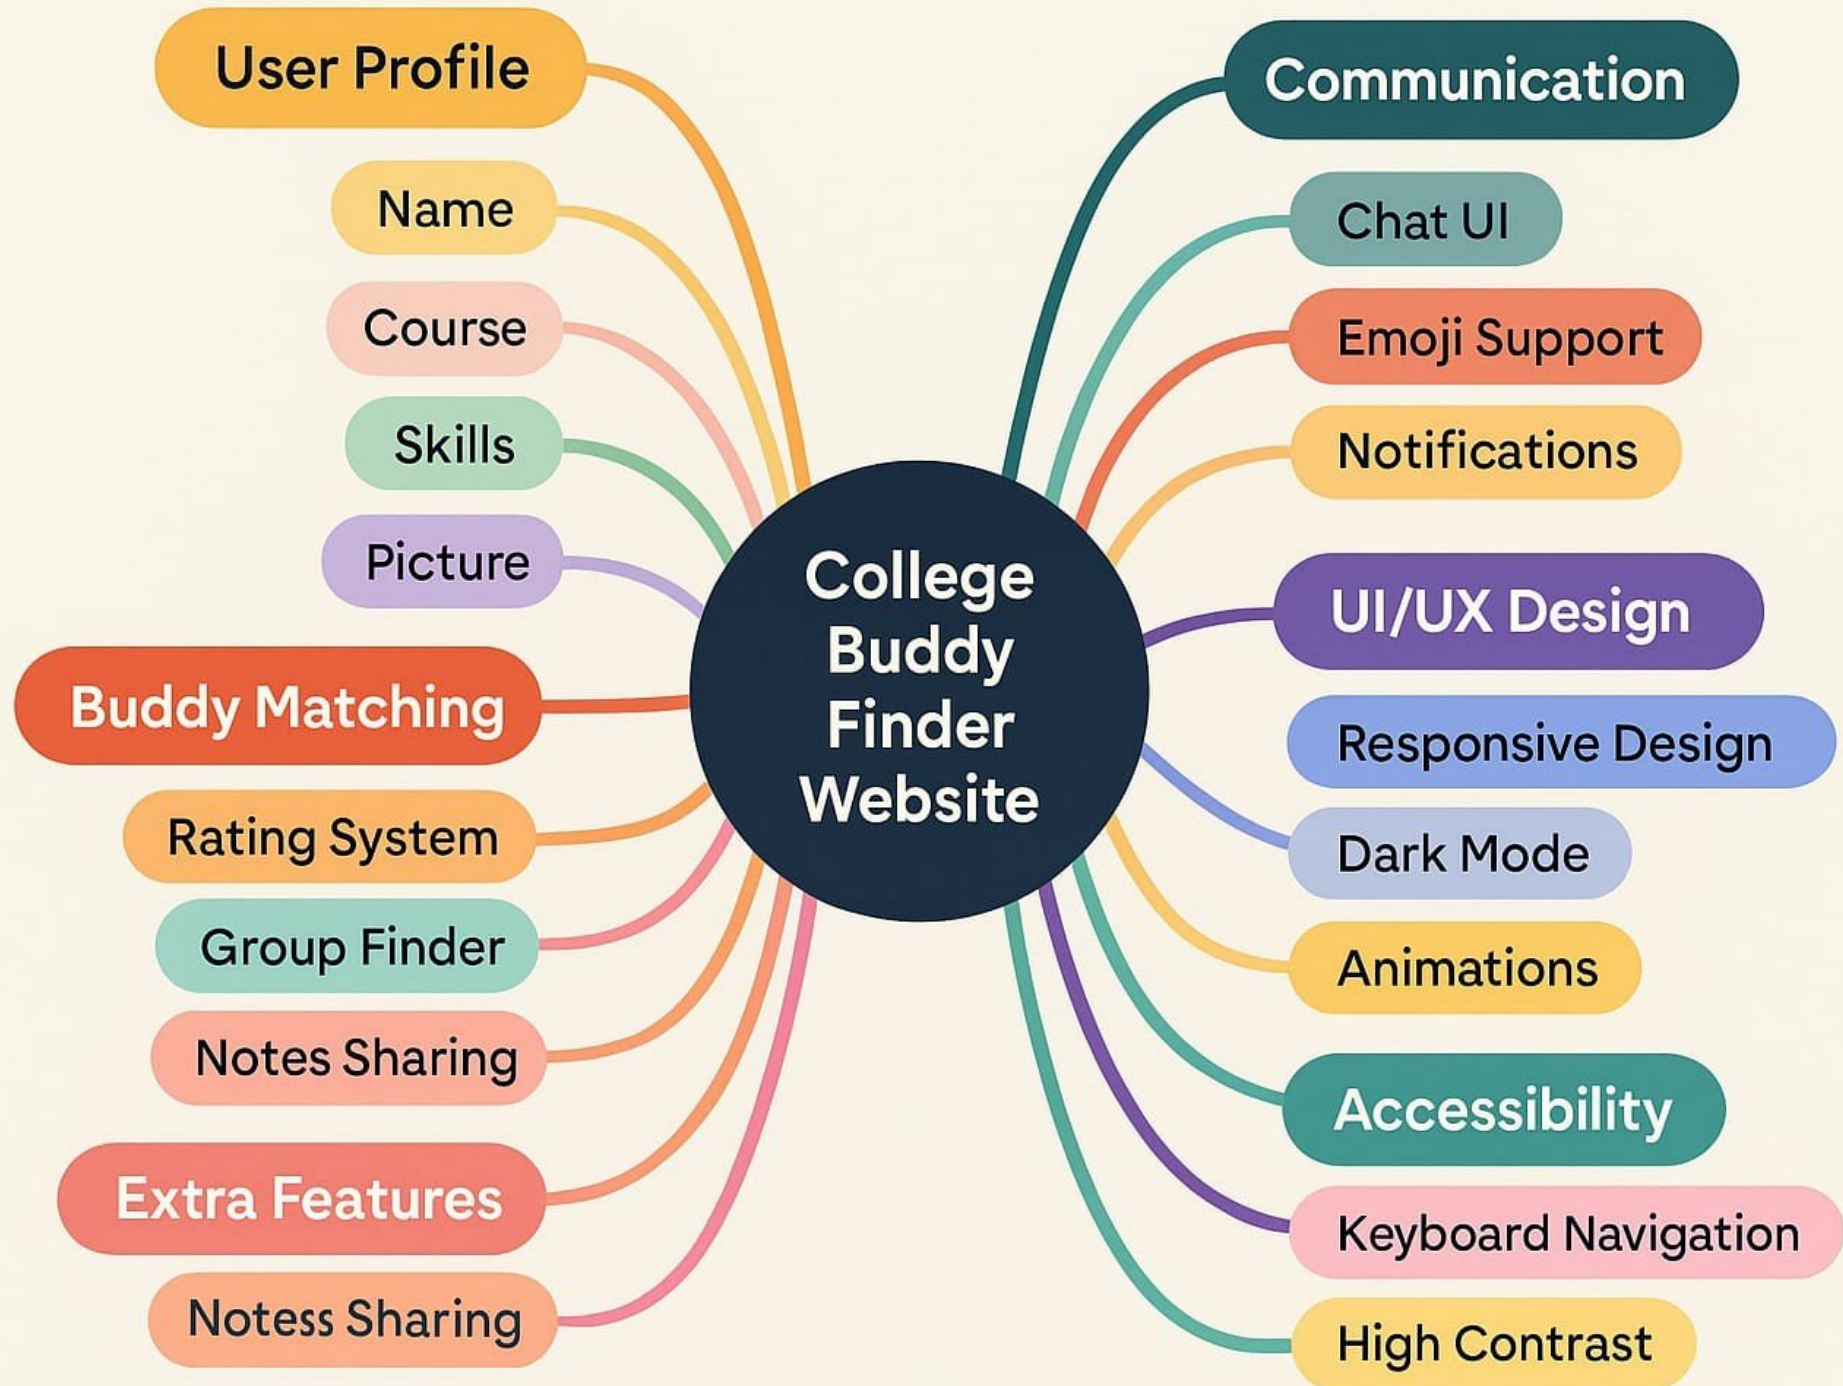 User Profile
Name
Course
Skills
Picture
Buddy Matching
Rating System
Group Finder
Notes Sharing
Extra Features
Notess Sharing
College
Buddy
Finder
Website
Communication
Chat UI
Emoji Support
Notifications
UI/UX Design
Responsive Design
Dark Mode
Animations
Accessibility
Keyboard Navigation
High Contrast